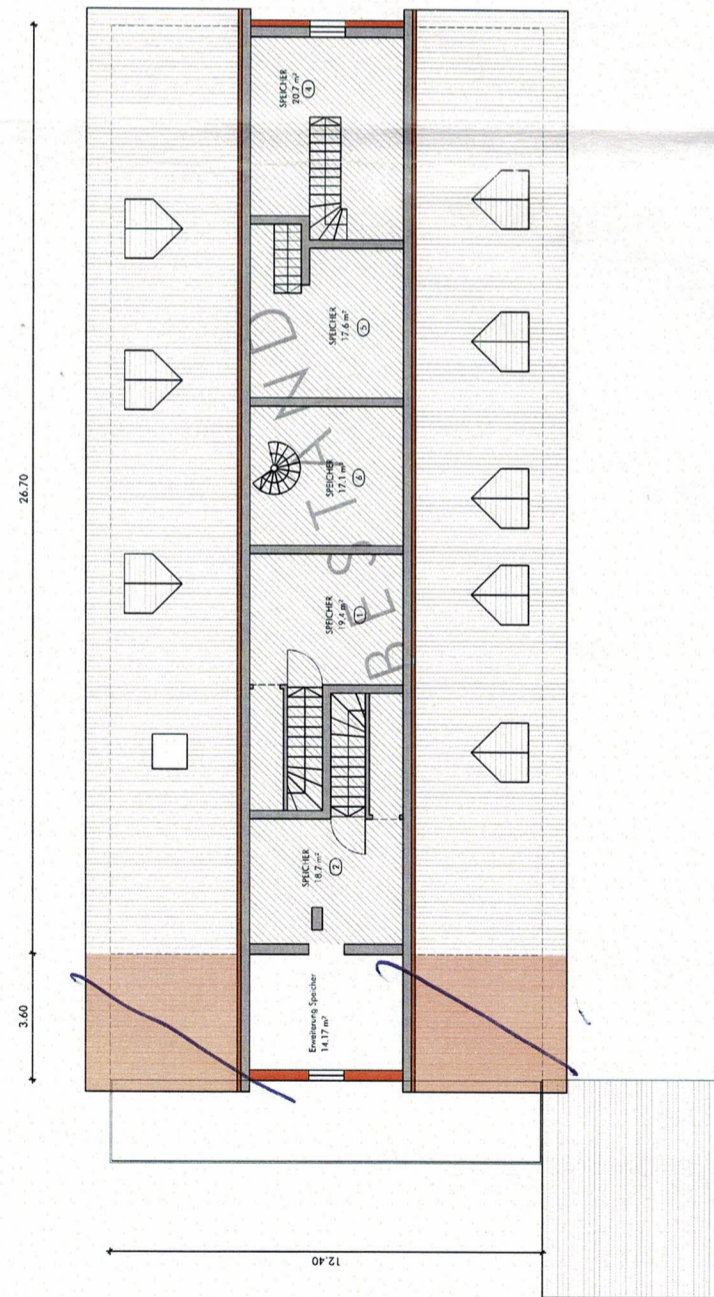 26.70
3.60
12.40
SPEICHER
20.7 m²
4
SPEICHER
17.6 m²
5
SPEICHER
17.1 m²
6
SPEICHER
19.4 m²
1
SPEICHER
18.7 m²
2
Erweiterung Speicher
14.17 m²
BESTAND